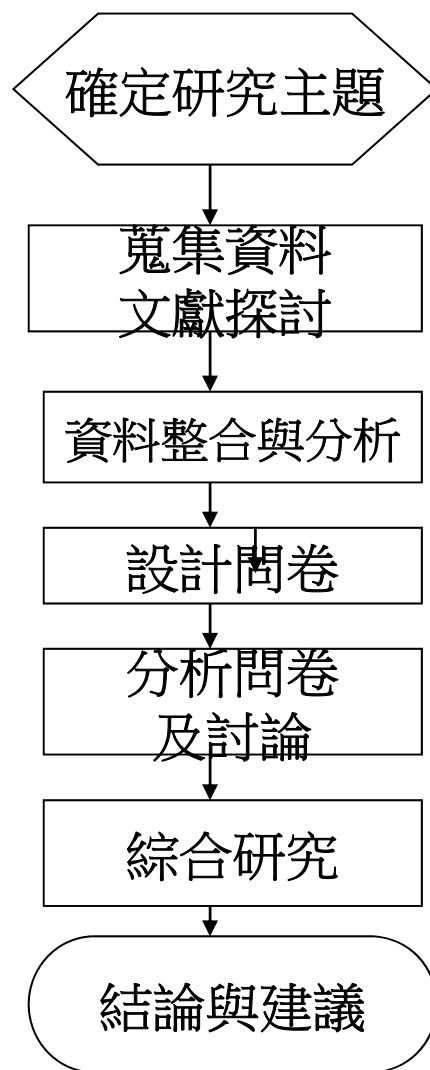 確定研究主題
蒐集資料
文獻探討
資料整合與分析
設計問卷
分析問卷
及討論
綜合研究
結論與建議